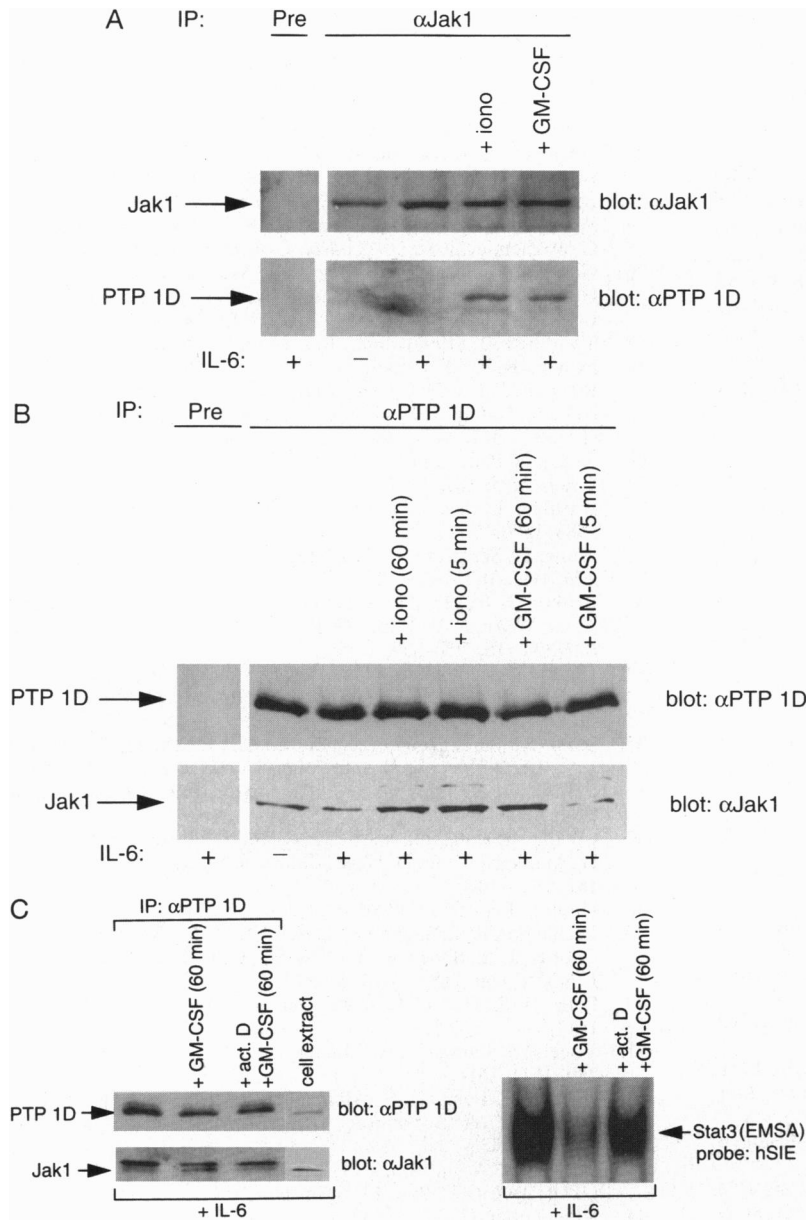 A IP: Pre αJak1
+ iono
+ GM-CSF
Jak1 blot: αJak1
PTP 1D blot: αPTP 1D
IL-6: + − + + +
B IP: Pre αPTP 1D
+ iono (60 min)
+ iono (5 min)
+ GM-CSF (60 min)
+ GM-CSF (5 min)
PTP 1D blot: αPTP 1D
Jak1 blot: αJak1
IL-6: + − + + + + +
C
IP: αPTP 1D
+ GM-CSF (60 min)
+ act. D
+GM-CSF (60 min)
cell extract
PTP 1D blot: αPTP 1D
Jak1 blot: αJak1
+ IL-6
+ GM-CSF (60 min)
+ act. D
+GM-CSF (60 min)
Stat3 (EMSA)
probe: hSIE
+ IL-6